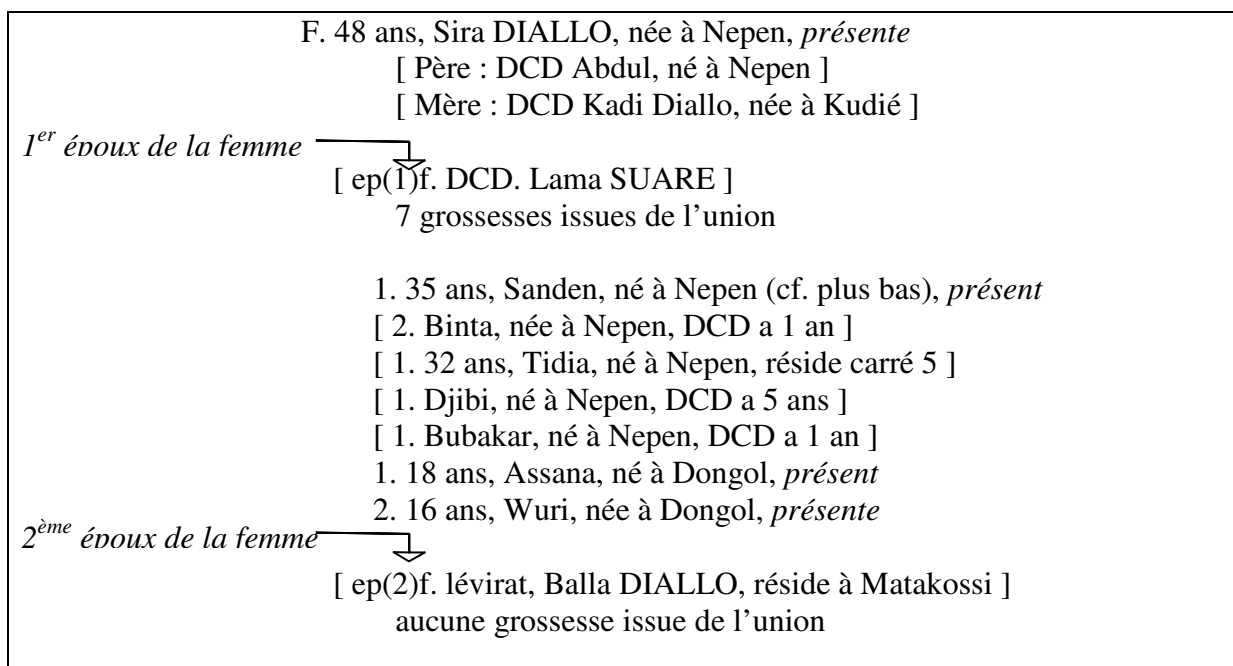 F. 48 ans, Sira DIALLO, née à Nepen, présente
[ Père : DCD Abdul, né à Nepen ]
[ Mère : DCD Kadi Diallo, née à Kudié ]
1er époux de la femme
[ ep(1)f. DCD. Lama SUARE ]
7 grossesses issues de l’union
1. 35 ans, Sanden, né à Nepen (cf. plus bas), présent
[ 2. Binta, née à Nepen, DCD a 1 an ]
[ 1. 32 ans, Tidia, né à Nepen, réside carré 5 ]
[ 1. Djibi, né à Nepen, DCD a 5 ans ]
[ 1. Bubakar, né à Nepen, DCD a 1 an ]
1. 18 ans, Assana, né à Dongol, présent
2. 16 ans, Wuri, née à Dongol, présente
2ème époux de la femme
[ ep(2)f. lévirat, Balla DIALLO, réside à Matakossi ]
aucune grossesse issue de l’union